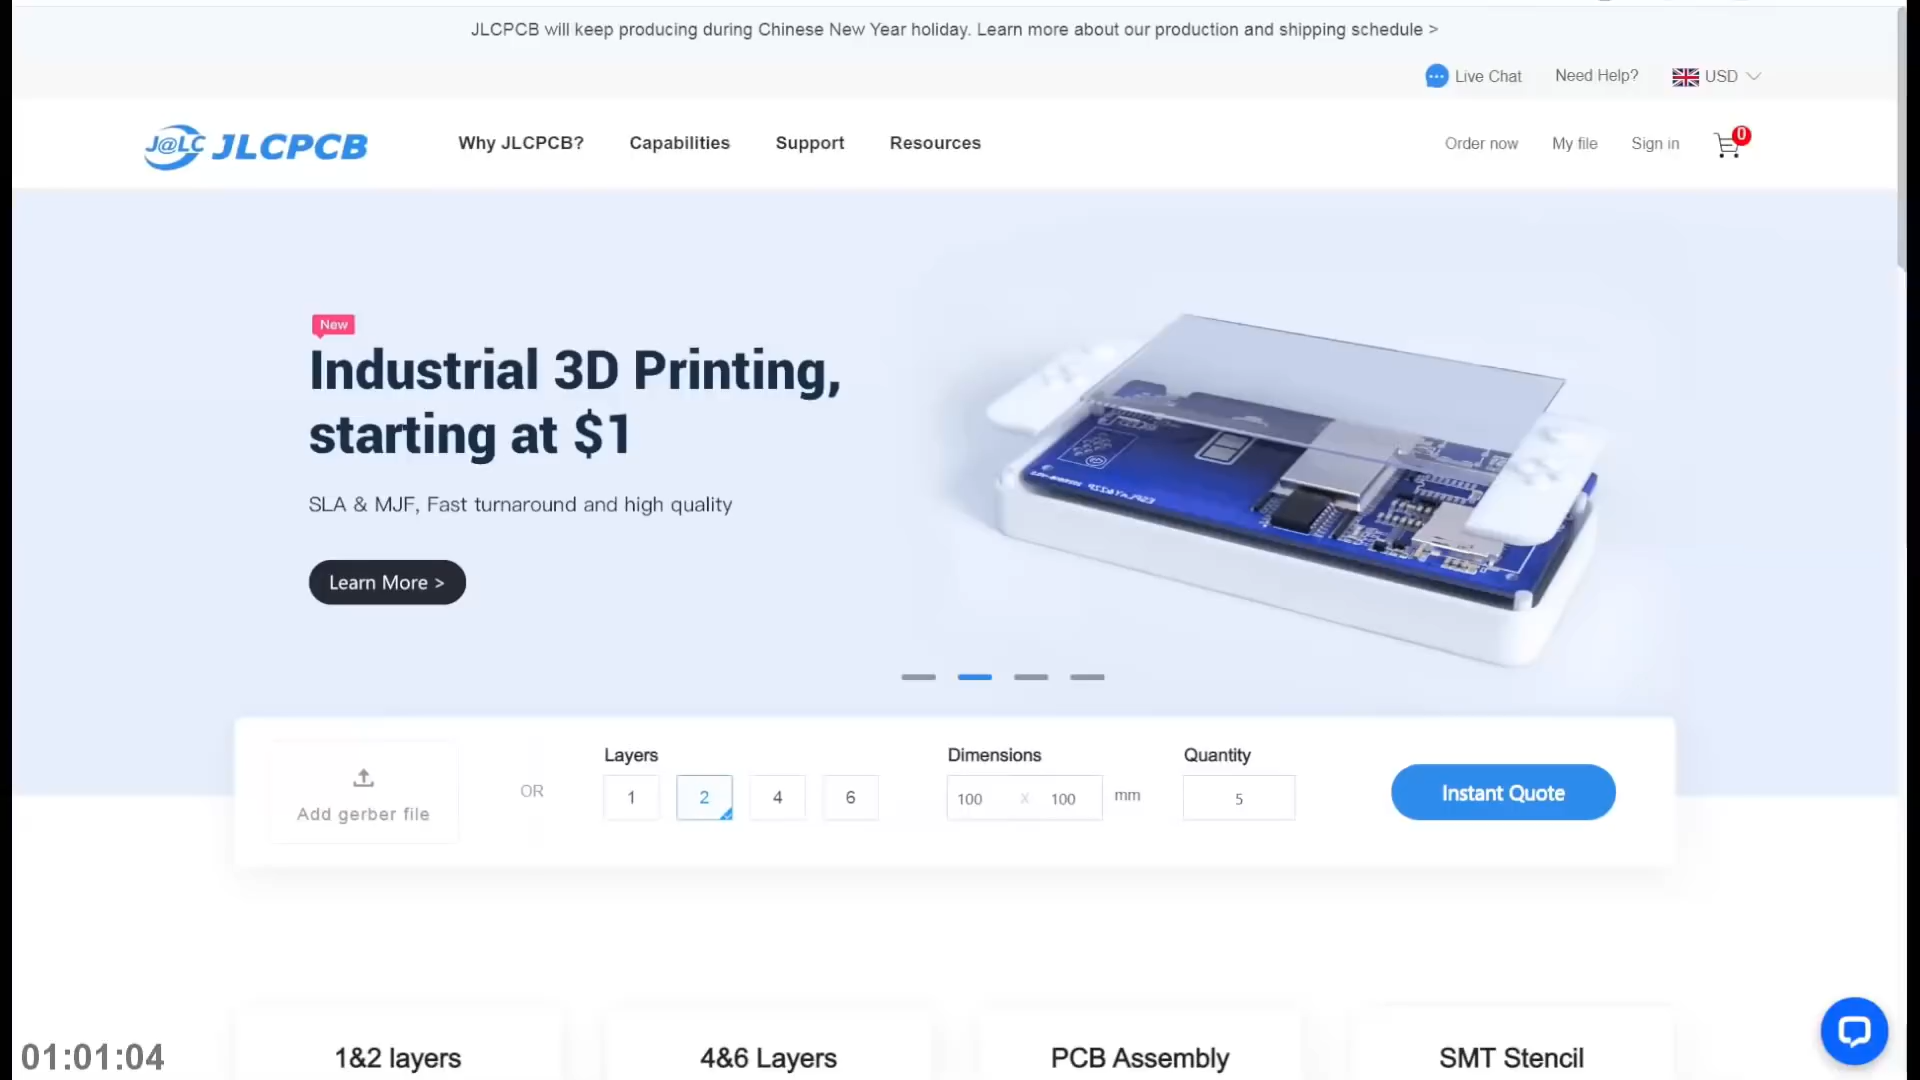 JLCPCB will keep producing during Chinese New Year holiday. Learn more about our production and shipping schedule >
Live Chat Need Help? USD
J@LC JLCPCB Why JLCPCB? Capabilities Support Resources Order now My file Sign in 0
New
Industrial 3D Printing,
starting at $1
SLA & MJF, Fast turnaround and high quality
Learn More >
Layers Dimensions Quantity
Add gerber file OR 1 2 4 6 100 X 100 mm 5 Instant Quote
1&2 layers 4&6 Layers PCB Assembly SMT Stencil
01:01:04